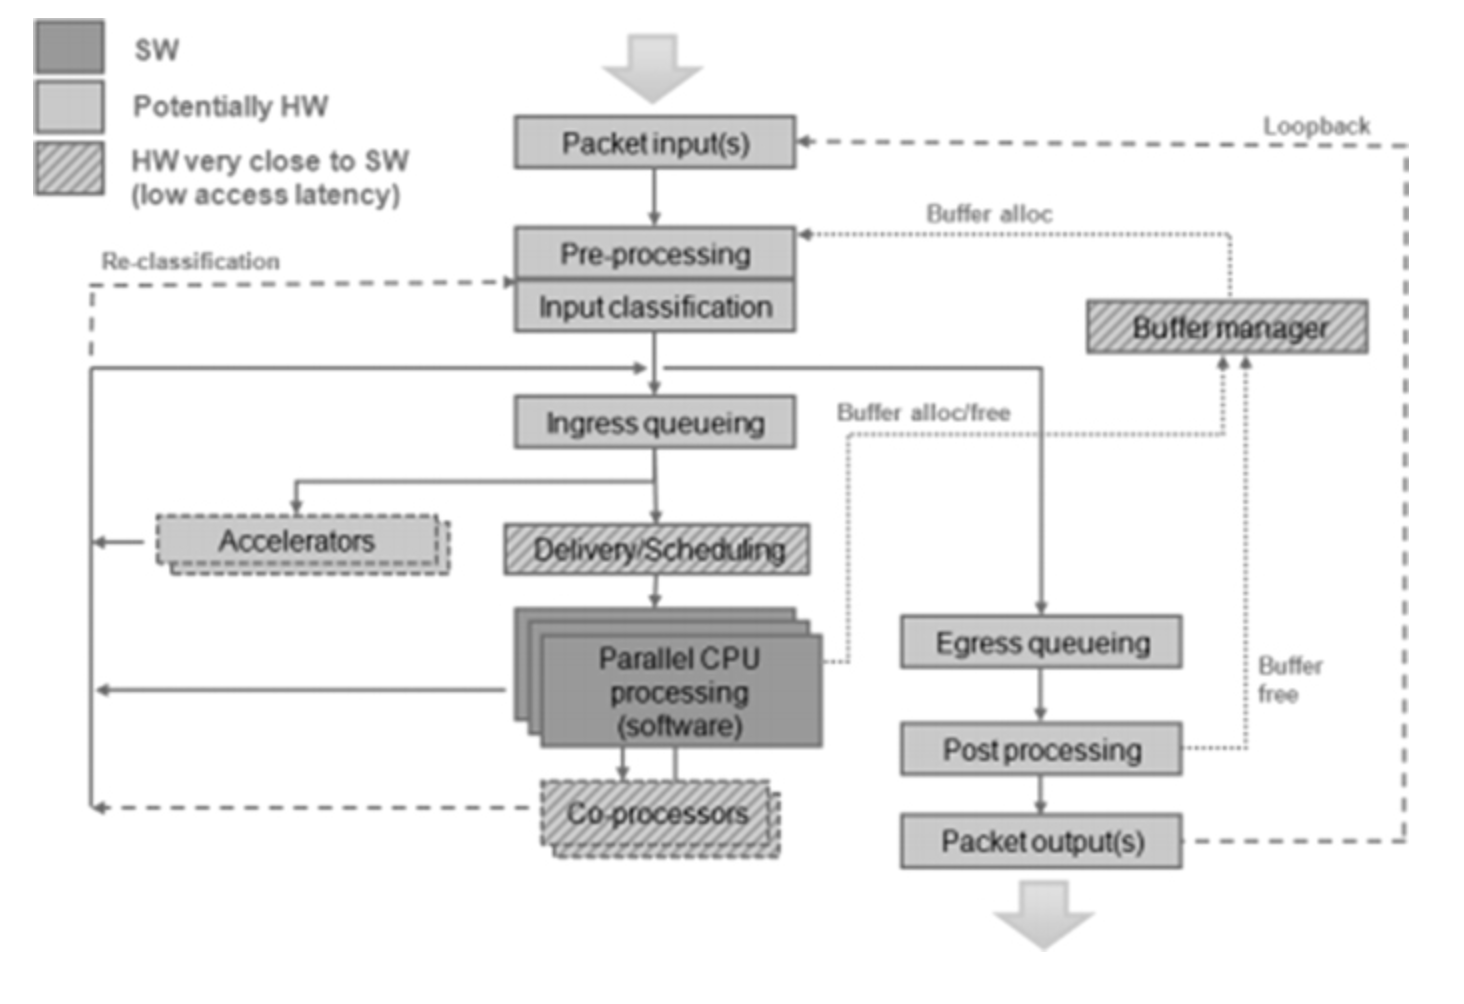 SW
Potentially HW
HW very close to SW
(low access latency)
Packet input(s)
Loopback
Buffer alloc
Pre-processing
Re-classification
Input classification
Buffer manager
Buffer alloc/free
Ingress queueing
Accelerators
Delivery/Scheduling
Parallel CPU
processing
(software)
Egress queueing
Buffer
free
Post processing
Co-processors
Packet output(s)